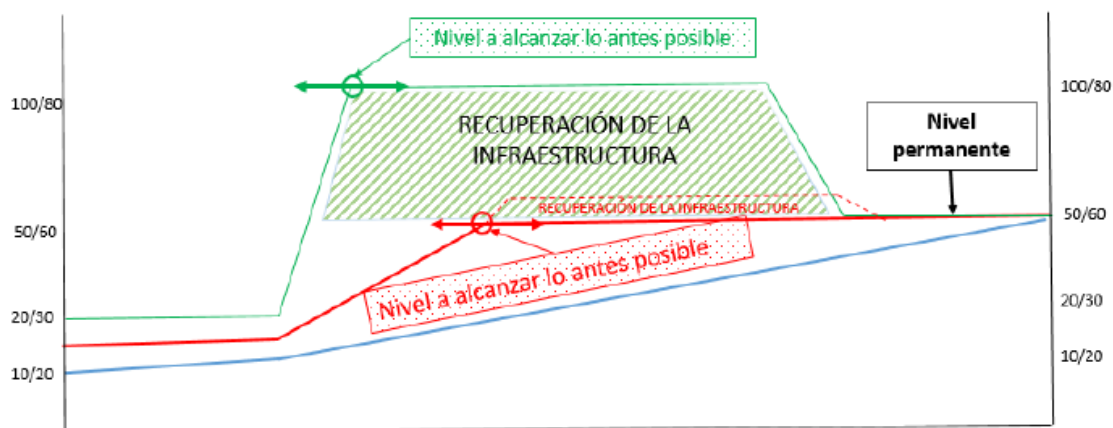 Nivel a alcanzar lo antes posible
100/80
100/80
RECUPERACIÓN DE LA
INFRAESTRUCTURA
Nivel
permanente
RECUPERACIÓN DE LA INFRAESTRUCTURA
50/60
50/60
Nivel a alcanzar lo antes posible
20/30
20/30
10/20
10/20